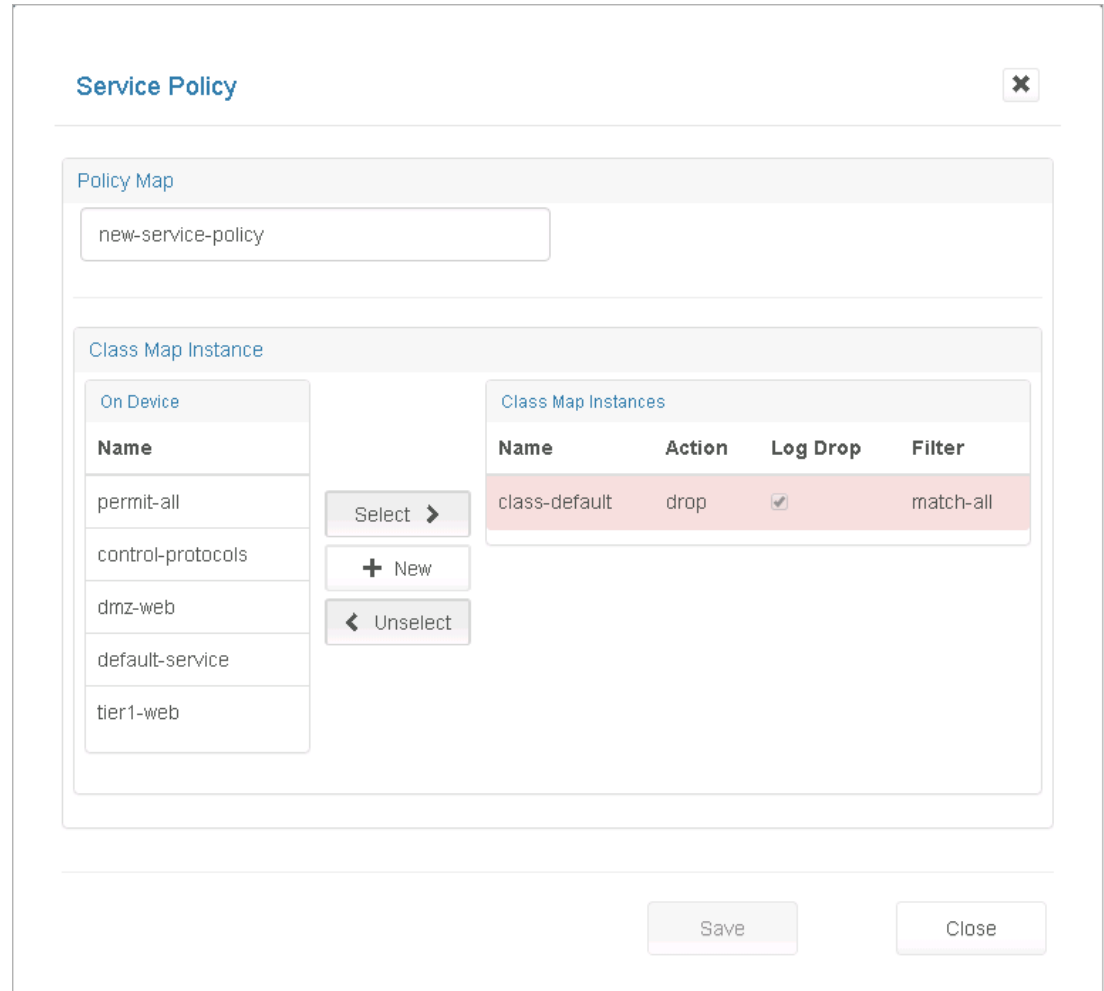 Service Policy
Policy Map
new-service-policy
Class Map Instance
On Device
Name
permit-all
control-protocols
dmz-web
default-service
tier1-web
Select
New
Unselect
Class Map Instances
Name Action Log Drop Filter
class-default drop match-all
Save Close